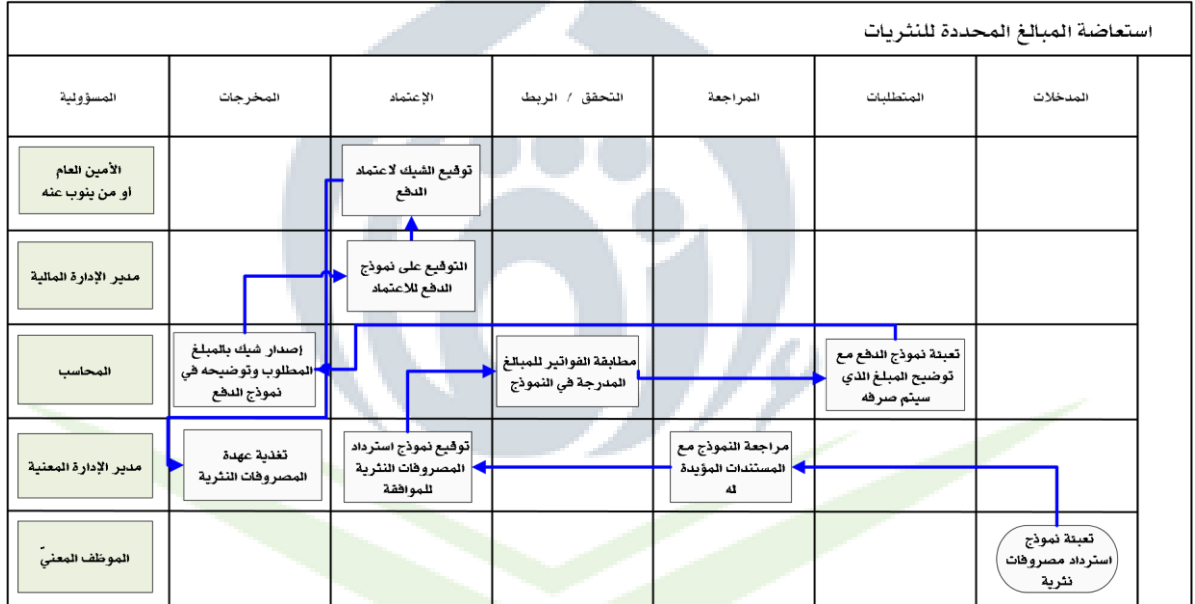 استعاضة المبالغ المحددة للنثريات
المدخلات
المتطلبات
المراجعة
التحقق / الربط
الإعتماد
المخرجات
المسؤولية
توقيع الشيك لاعتماد
الدفع
الأمين العام
او من ينوب عنه
التوقيع على نموذج
الدفع للاعتماد
مدير الإدارة المالية
تعبئة نموذج الدفع مع
توضيح المبلغ الذي
سيتم صرفه
مطابقة الفواتير للمبالغ
المدرجة في النموذج
إصدار شيك بالمبلغ
المطلوب وتوضيحه في
نموذج الدفع
المحاسب
مراجعة النموذج مع
المستندات المؤيدة
له
توقيع نموذج استرداد
المصروفات النثرية
للموافقة
تغذية عهدة
المصروفات النثرية
مدير الإدارة المعنية
تعبئة نموذج
استرداد مصروفات
نثرية
الموظف المعنيّ